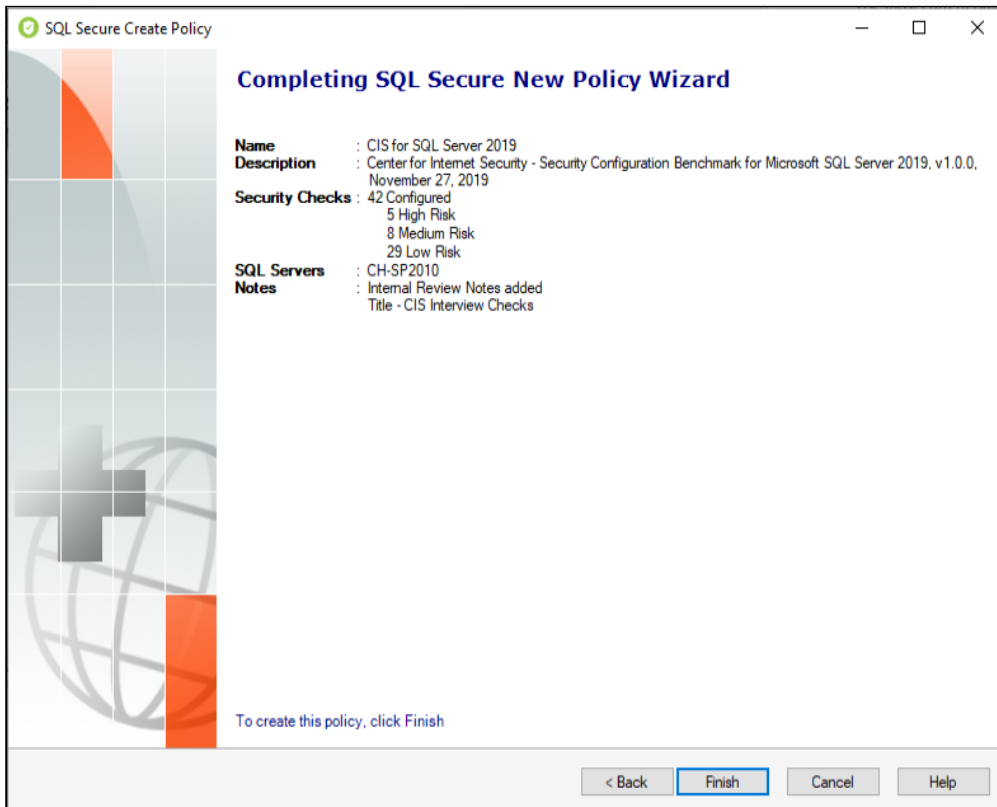 SQL Secure Create Policy
Completing SQL Secure New Policy Wizard
Name : CIS for SQL Server 2019
Description : Center for Internet Security - Security Configuration Benchmark for Microsoft SQL Server 2019, v1.0.0,
November 27, 2019
Security Checks : 42 Configured
5 High Risk
8 Medium Risk
29 Low Risk
SQL Servers : CH-SP2010
Notes : Internal Review Notes added
Title - CIS Interview Checks
To create this policy, click Finish
< Back Finish Cancel Help